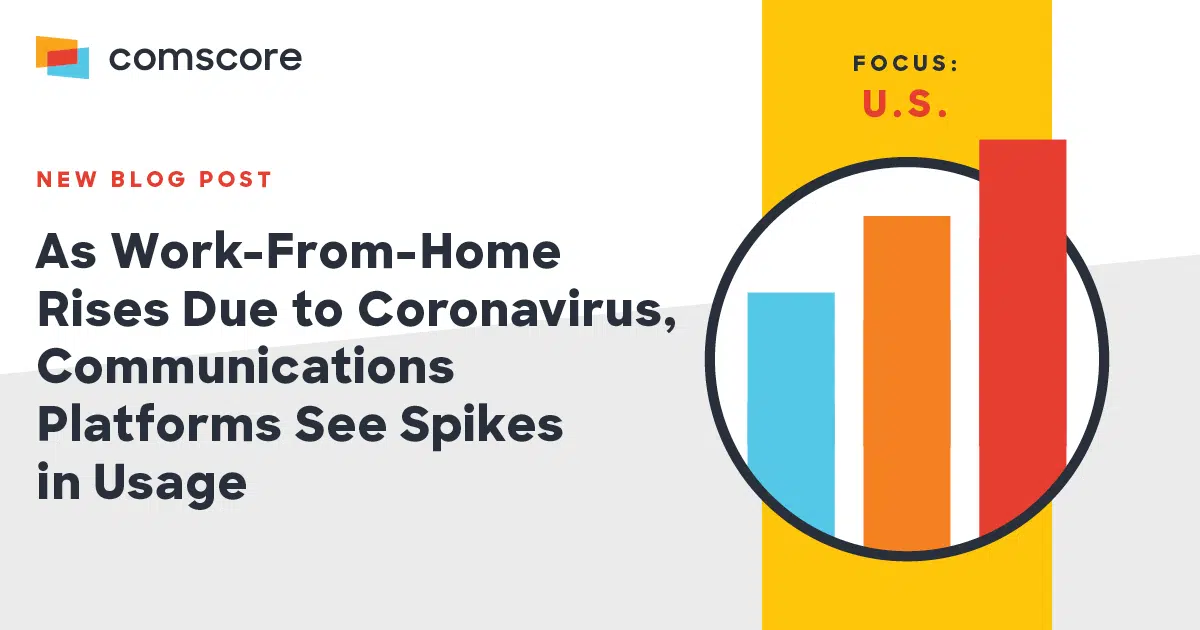 comscore
NEW BLOG POST
As Work-From-Home
Rises Due to Coronavirus,
Communications
Platforms See Spikes
in Usage
FOCUS:
U.S.